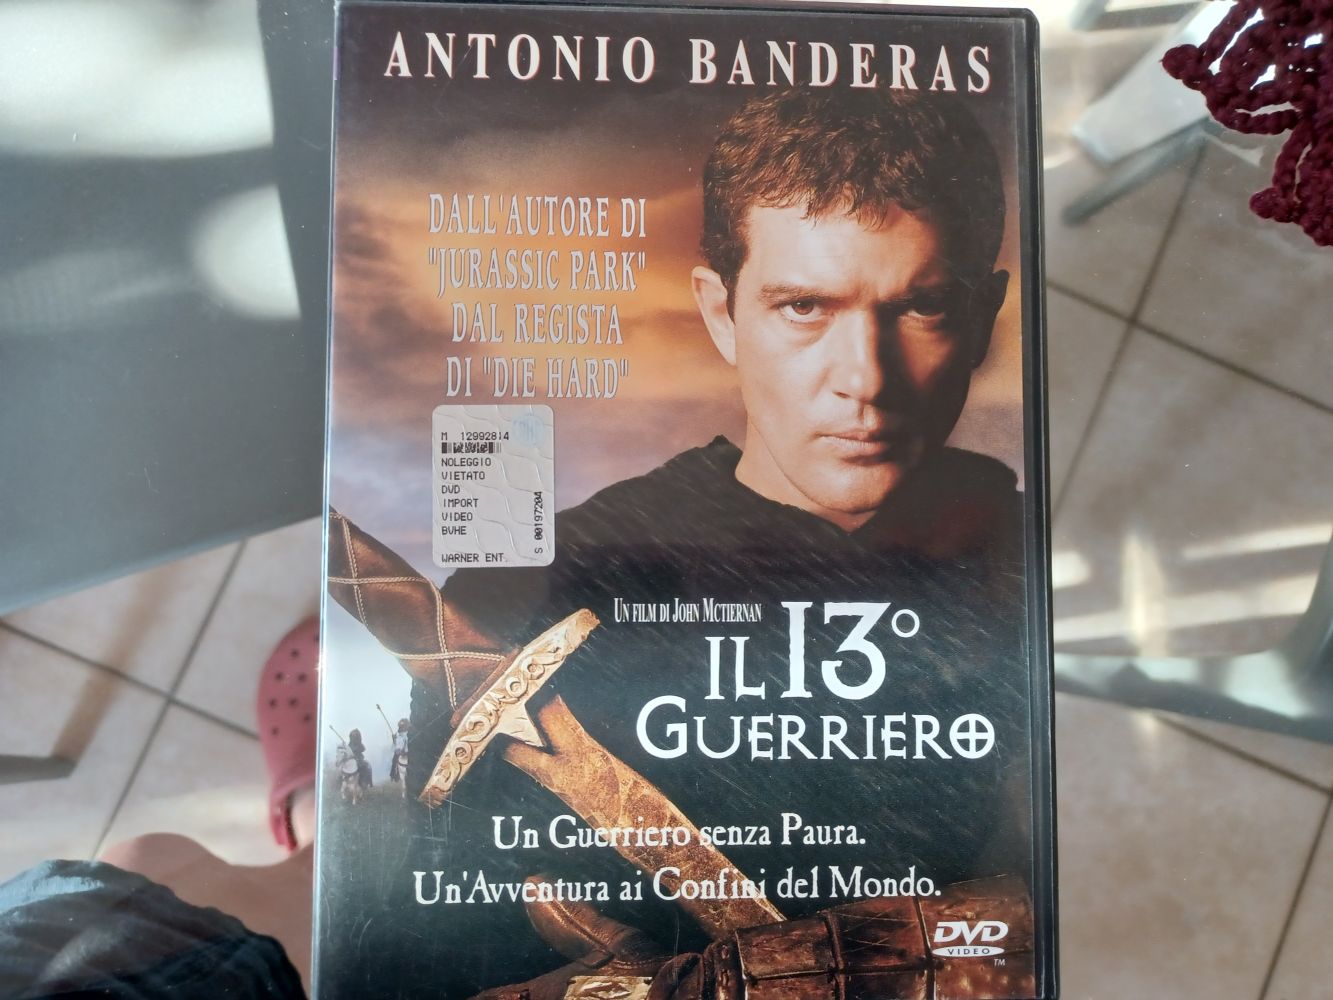 ANTONIO BANDERAS
DALL'AUTORE DI
"JURASSIC PARK"
DAL REGISTA
DI "DIE HARD"
M 12992814
NOLEGGIO
VIETATO
DVD
IMPORT
VIDEO
BVHE
WARNER ENT.
S 00197204
UN FILM DI JOHN MCTIERNAN
IL 13°
GUERRIERO
Un Guerriero senza Paura.
Un'Avventura ai Confini del Mondo.
DVD
VIDEO
TM